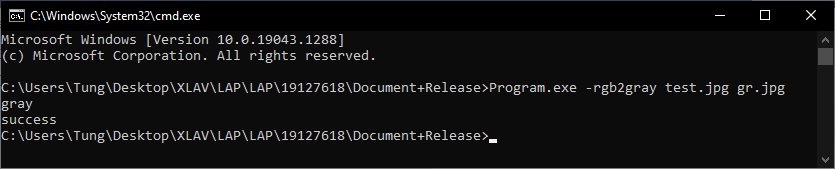 C:\Windows\System32\cmd.exe
Microsoft Windows [Version 10.0.19043.1288]
(c) Microsoft Corporation. All rights reserved.
C:\Users\Tung\Desktop\XLAV\LAP\LAP\19127618\Document+Release>Program.exe -rgb2gray test.jpg gr.jpg
gray
success
C:\Users\Tung\Desktop\XLAV\LAP\LAP\19127618\Document+Release>